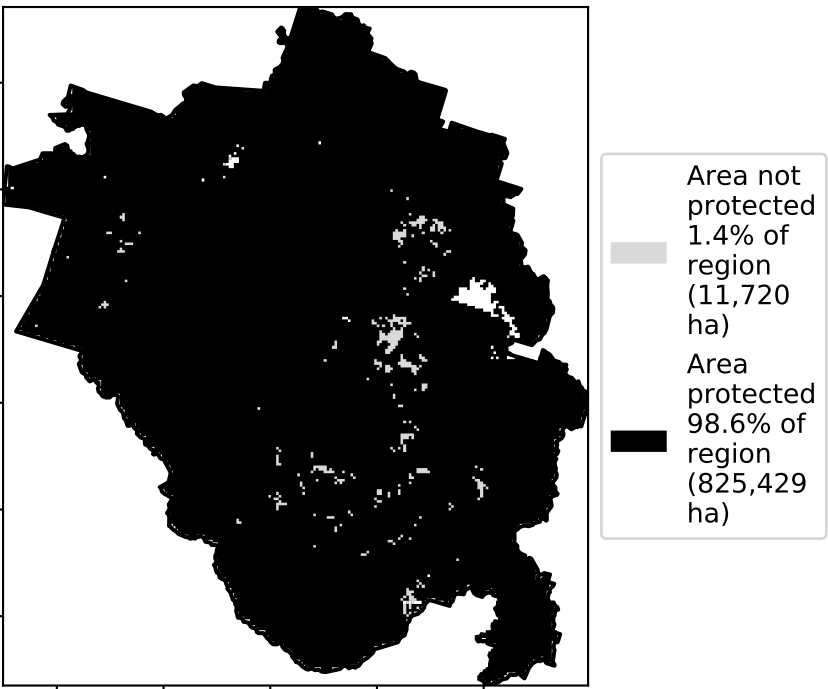 Area not
protected
1.4% of
region
(11,720
ha)
Area
protected
98.6% of
region
(825,429
ha)